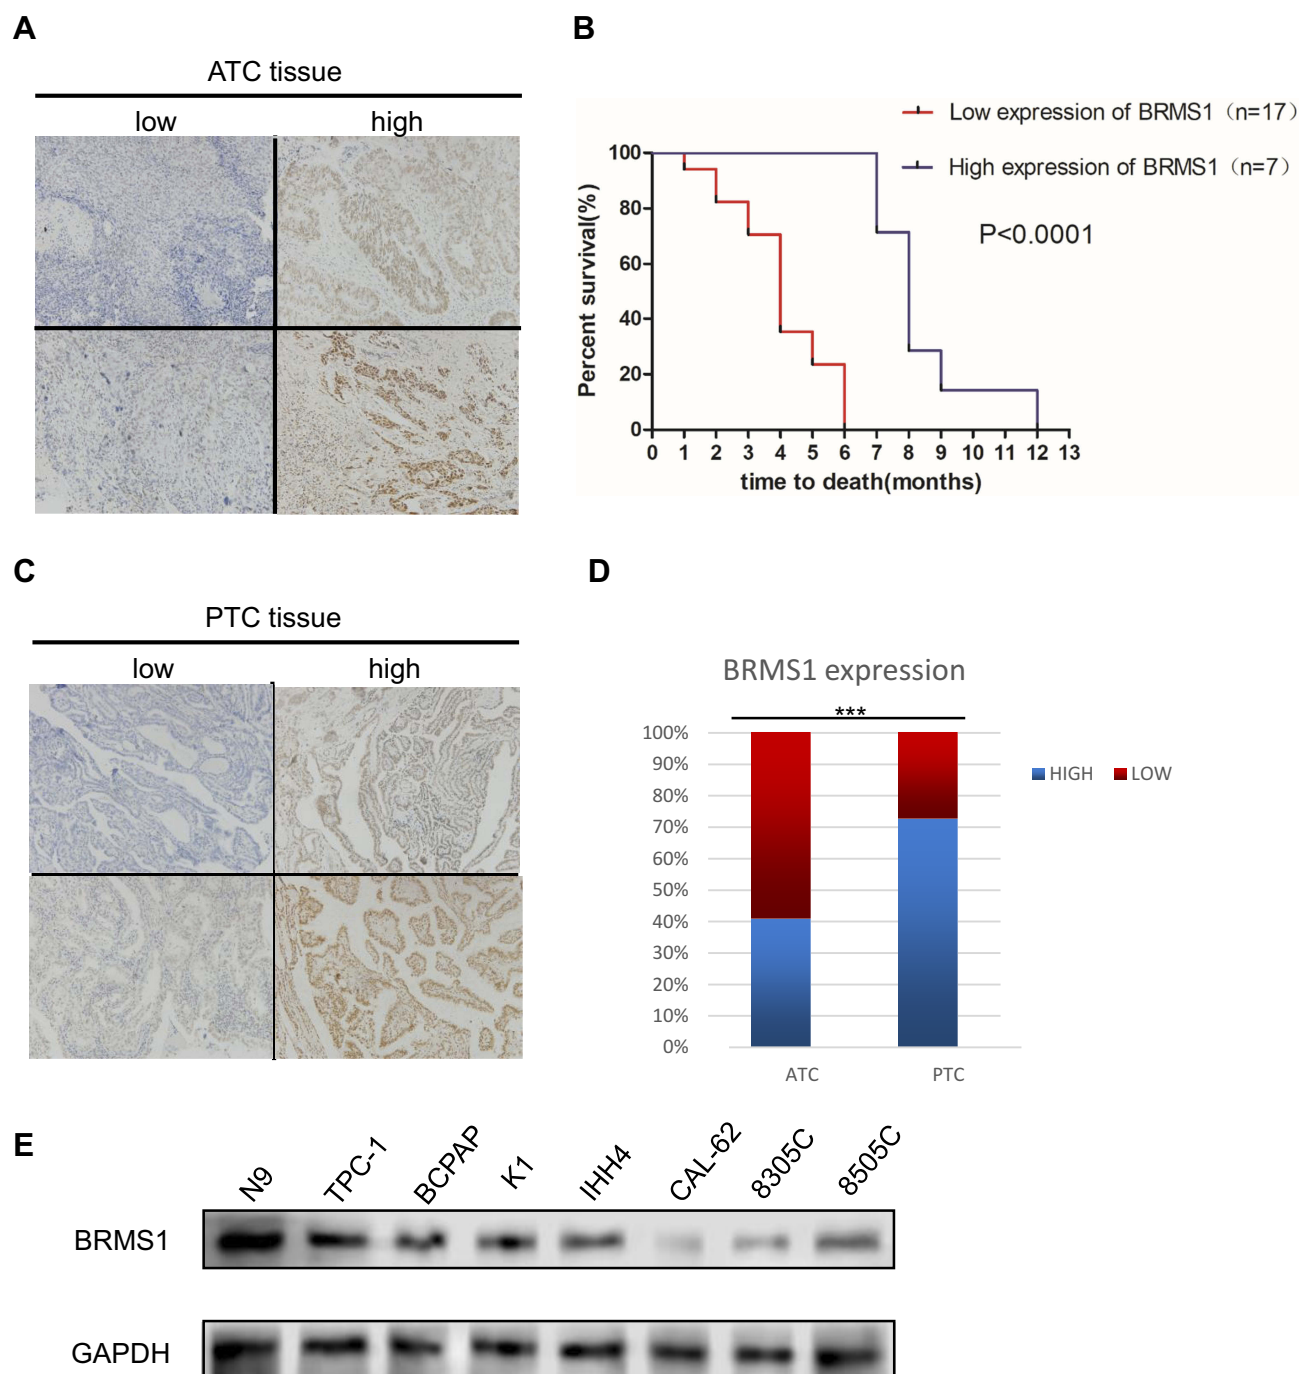 A
ATC tissue
low high
B
Low expression of BRMS1（n=17）
High expression of BRMS1（n=7）
P<0.0001
Percent survival(%)
100
80
60
40
20
0
0 1 2 3 4 5 6 7 8 9 10 11 12 13
time to death(months)
C
PTC tissue
low high
D
BRMS1 expression
***
100%
90%
80%
70%
60%
50%
40%
30%
20%
10%
0%
ATC PTC
HIGH LOW
E
N9 TPC-1 BCPAP K1 IHH4 CAL-62 8305C 8505C
BRMS1
GAPDH